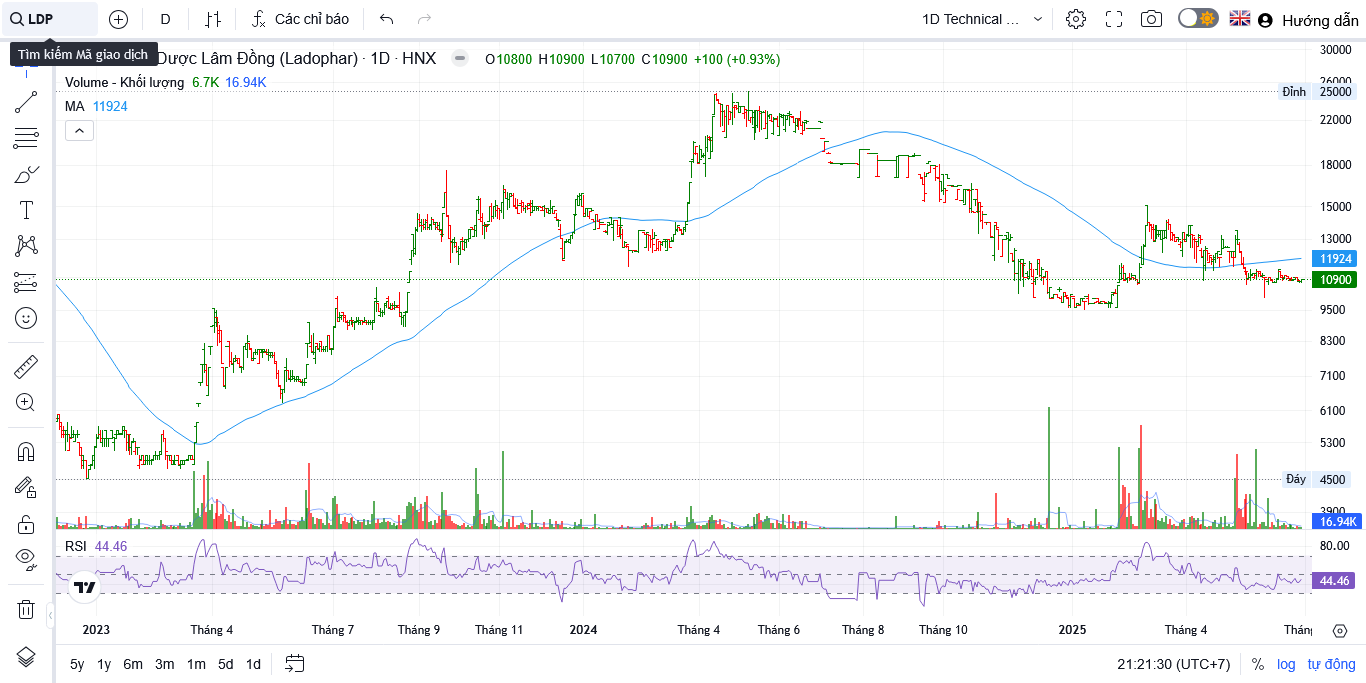 LDP D Các chỉ báo 1D Technical ... Hướng dẫn
Tìm kiếm Mã giao dịch
Dược Lâm Đồng (Ladophar) · 1D · HNX O10800 H10900 L10700 C10900 +100 (+0.93%)
Volume - Khối lượng 6.7K 16.94K
MA 11924
30000
26000
Đỉnh 25000
22000
18000
15000
13000
11924
10900
9500
8300
7100
6100
5300
Đáy 4500
3900
16.94K
RSI 44.46
80.00
44.46
2023 Tháng 4 Tháng 7 Tháng 9 Tháng 11 2024 Tháng 4 Tháng 6 Tháng 8 Tháng 10 2025 Tháng 4 Thán
5y 1y 6m 3m 1m 5d 1d 21:21:30 (UTC+7) % log tự động